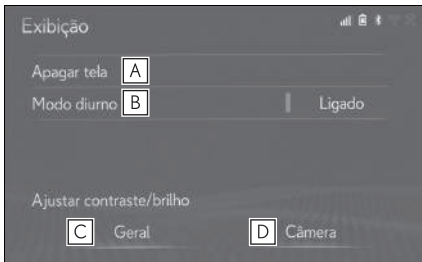 Exibição
Apagar tela A
Modo diurno B Ligado
Ajustar contraste/brilho
C Geral D Câmera